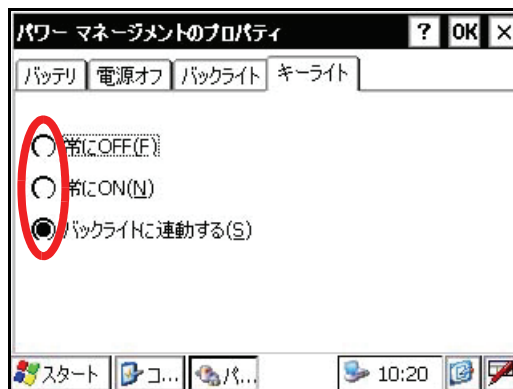 パワー マネージメントのプロパティ ? OK ×
バッテリ 電源オフ バックライト キーライト
常にOFF(F)
常にON(N)
バックライトに連動する(S)
スタート コ... パ... 10:20